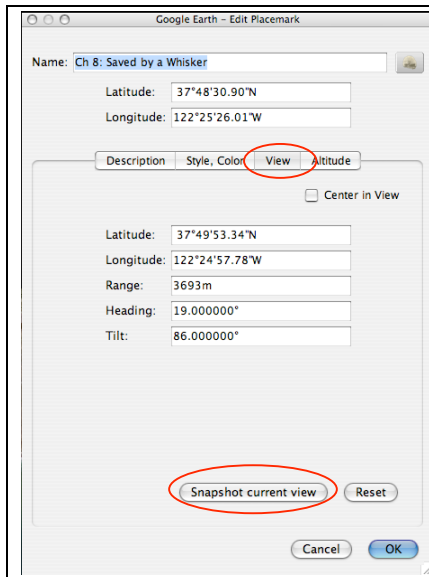 Google Earth – Edit Placemark
Name: Ch 8: Saved by a Whisker
Latitude: 37°48'30.90"N
Longitude: 122°25'26.01"W
Description Style, Color View Altitude
Center in View
Latitude: 37°49'53.34"N
Longitude: 122°24'57.78"W
Range: 3693m
Heading: 19.000000°
Tilt: 86.000000°
Snapshot current view Reset
Cancel OK